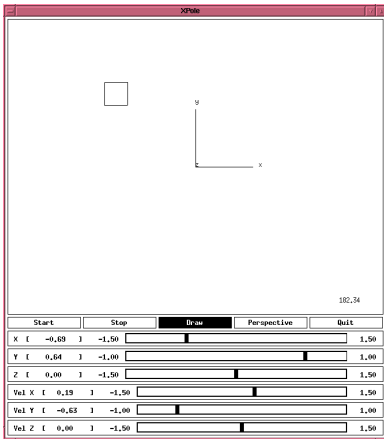 XPole
y
z x
182.34
Start Stop Draw Perspective Quit
X [ -0.69 ] -1.50 1.50
Y [ 0.64 ] -1.00 1.00
Z [ 0.00 ] -1.50 1.50
Vel X [ 0.19 ] -1.50 1.50
Vel Y [ -0.63 ] -1.00 1.00
Vel Z [ 0.00 ] -1.50 1.50